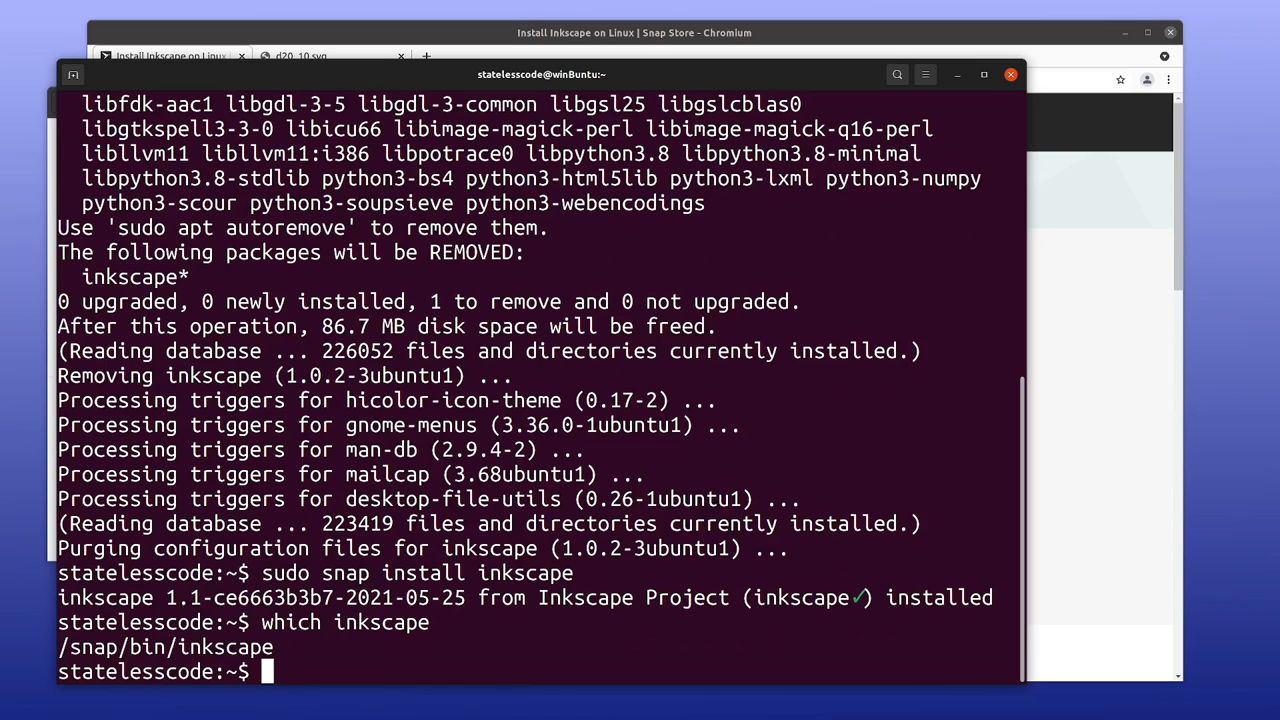 Install Inkscape on Linux | Snap Store - Chromium
Install Inkscape on Linux
d20_10.svg
statelesscode@winBuntu:~
libfdk-aac1 libgdl-3-5 libgdl-3-common libgsl25 libgslcblas0
libgtkspell3-3-0 libicu66 libimage-magick-perl libimage-magick-q16-perl
libllvm11 libllvm11:i386 libpotrace0 libpython3.8 libpython3.8-minimal
libpython3.8-stdlib python3-bs4 python3-html5lib python3-lxml python3-numpy
python3-scour python3-soupsieve python3-webencodings
Use 'sudo apt autoremove' to remove them.
The following packages will be REMOVED:
inkscape*
0 upgraded, 0 newly installed, 1 to remove and 0 not upgraded.
After this operation, 86.7 MB disk space will be freed.
(Reading database ... 226052 files and directories currently installed.)
Removing inkscape (1.0.2-3ubuntu1) ...
Processing triggers for hicolor-icon-theme (0.17-2) ...
Processing triggers for gnome-menus (3.36.0-1ubuntu1) ...
Processing triggers for man-db (2.9.4-2) ...
Processing triggers for mailcap (3.68ubuntu1) ...
Processing triggers for desktop-file-utils (0.26-1ubuntu1) ...
(Reading database ... 223419 files and directories currently installed.)
Purging configuration files for inkscape (1.0.2-3ubuntu1) ...
statelesscode:~$ sudo snap install inkscape
inkscape 1.1-ce6663b3b7-2021-05-25 from Inkscape Project (inkscape✓) installed
statelesscode:~$ which inkscape
/snap/bin/inkscape
statelesscode:~$